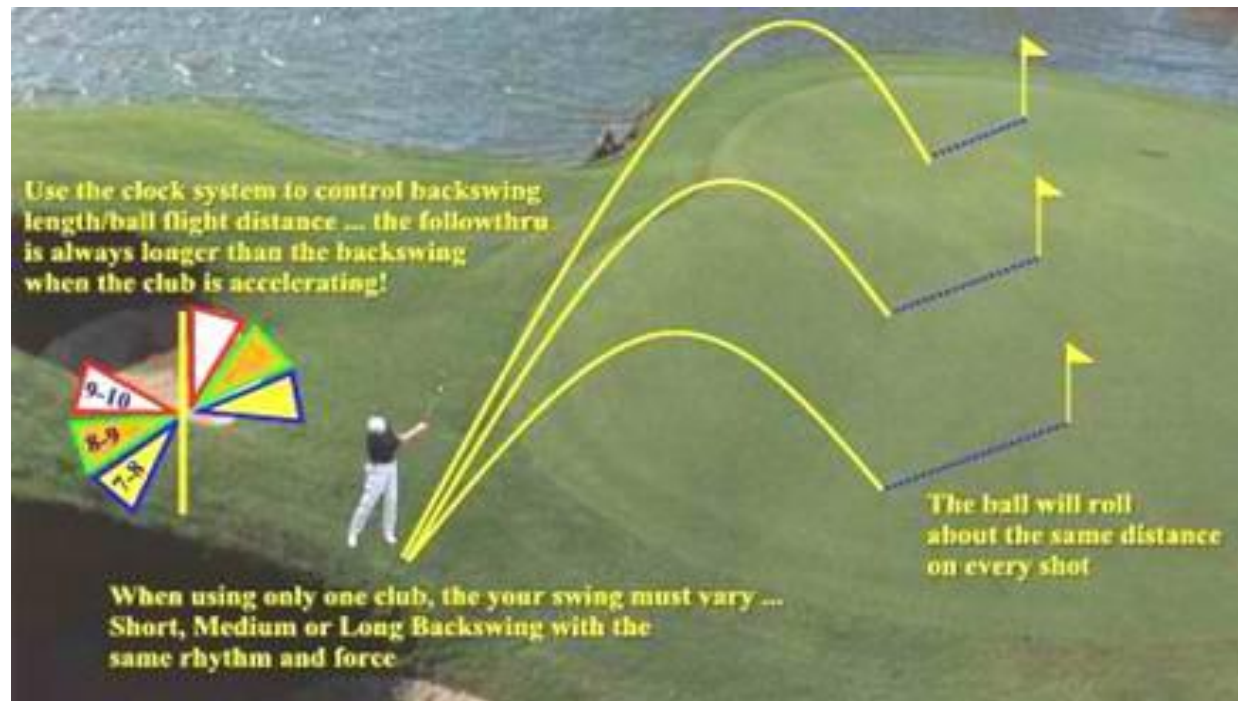 Use the clock system to control backswing
length/ball flight distance ... the followthru
is always longer than the backswing
when the club is accelerating!
9-10
8-9
7-8
The ball will roll
about the same distance
on every shot
When using only one club, the your swing must vary ...
Short, Medium or Long Backswing with the
same rhythm and force